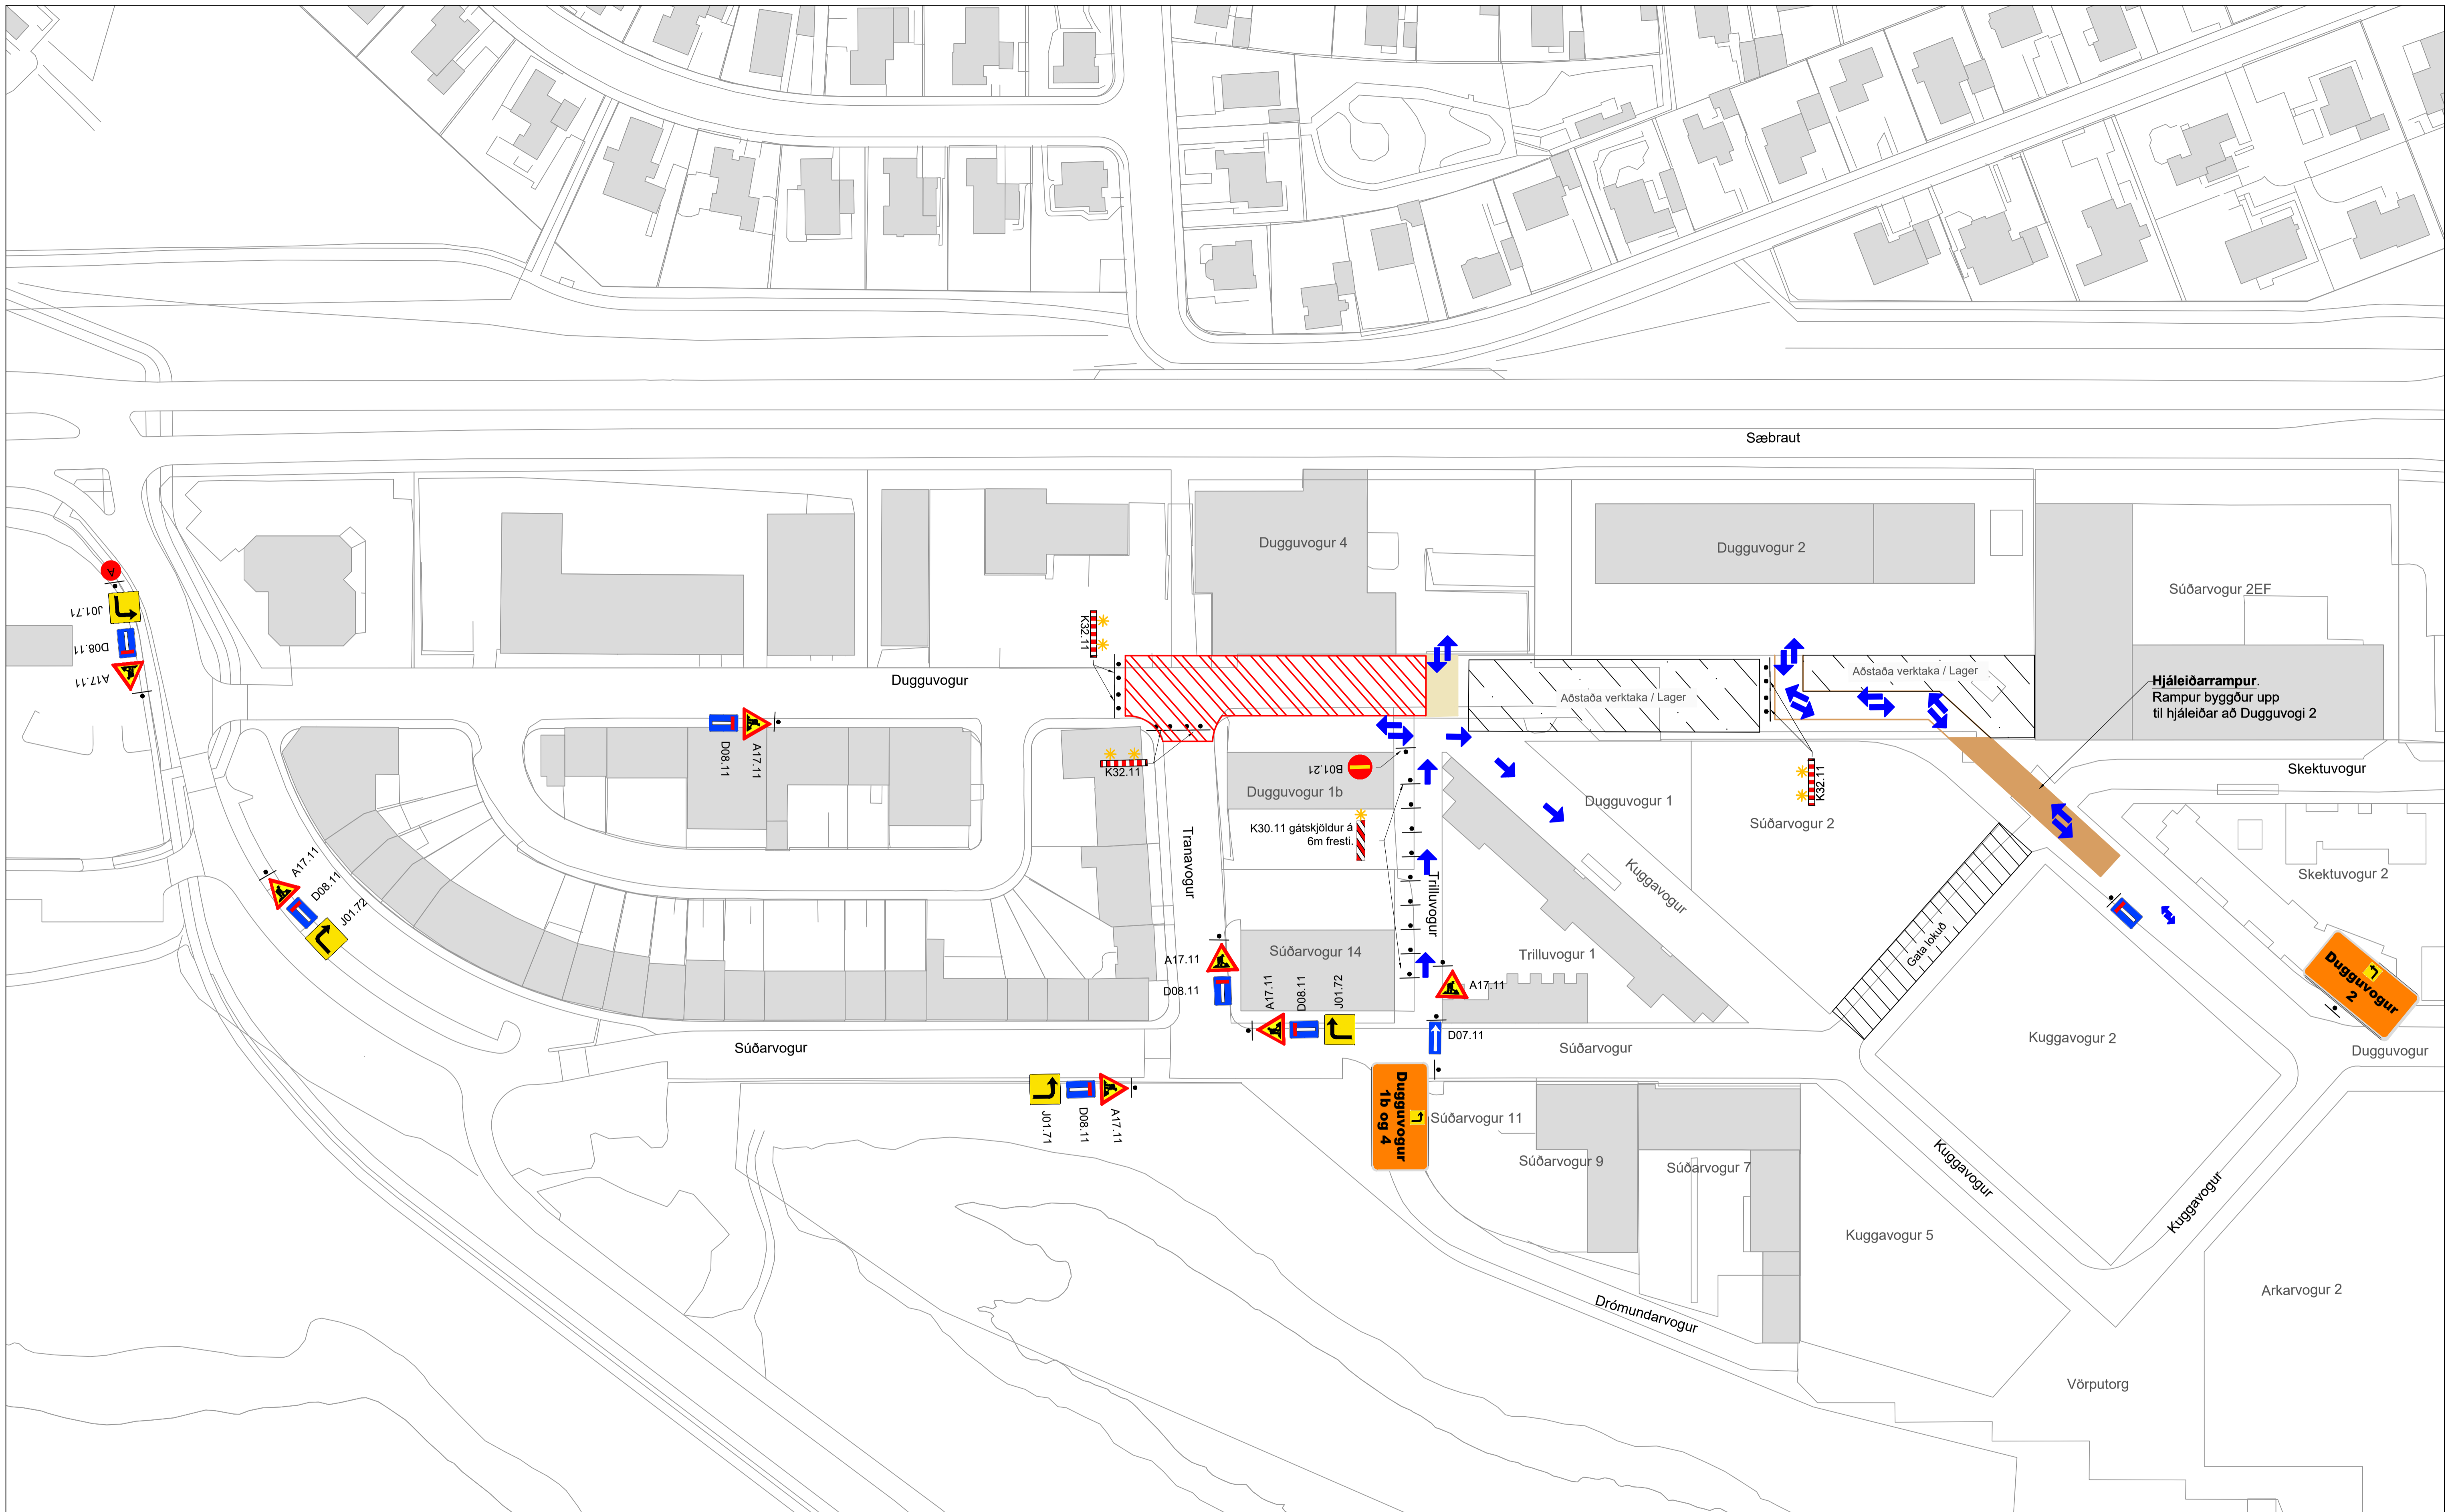 Sæbraut
Dugguvogur 4
Dugguvogur 2
Súðarvogur 2EF
A
J01.71
D08.11
A17.11
K32.11
Dugguvogur
Aðstaða verktaka / Lager
Aðstaða verktaka / Lager
Hjáleiðarrampur.
Rampur byggður upp
til hjáleiðar að Dugguvogi 2
D08.11
A17.11
K32.11
B01.21
Dugguvogur 1b
K30.11 gátskjöldur á
6m fresti.
Dugguvogur 1
Súðarvogur 2
K32.11
Skektuvogur
Skektuvogur 2
Tranavogur
Trilluvogur
Kuggavogur
A17.11
D08.11
J01.72
Súðarvogur 14
Trilluvogur 1
Gata lokuð
A17.11
D08.11
A17.11
D08.11
J01.72
A17.11
D07.11
Dugguvogur
2
Súðarvogur
Súðarvogur
Kuggavogur 2
Dugguvogur
J01.71
D08.11
A17.11
Dugguvogur
1b og 4
Súðarvogur 11
Súðarvogur 9
Súðarvogur 7
Kuggavogur
Kuggavogur
Kuggavogur 5
Arkarvogur 2
Drómundarvogur
Vörputorg